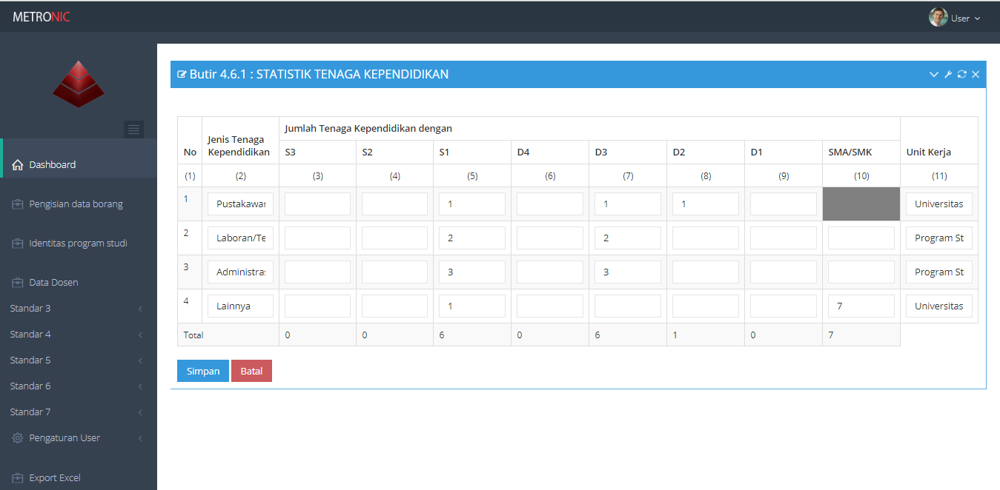 METRONIC
User
Dashboard
Pengisian data borang
Identitas program studi
Data Dosen
Standar 3
Standar 4
Standar 5
Standar 6
Standar 7
Pengaturan User
Export Excel
Butir 4.6.1 : STATISTIK TENAGA KEPENDIDIKAN
No Jenis Tenaga Kependidikan Jumlah Tenaga Kependidikan dengan Unit Kerja
S3 S2 S1 D4 D3 D2 D1 SMA/SMK
(1) (2) (3) (4) (5) (6) (7) (8) (9) (10) (11)
1 Pustakawar 1 1 1 Universitas
2 Laboran/Te 2 2 Program St
3 Administra: 3 3 Program St
4 Lainnya 1 7 Universitas
Total 0 0 6 0 6 1 0 7
Simpan Batal